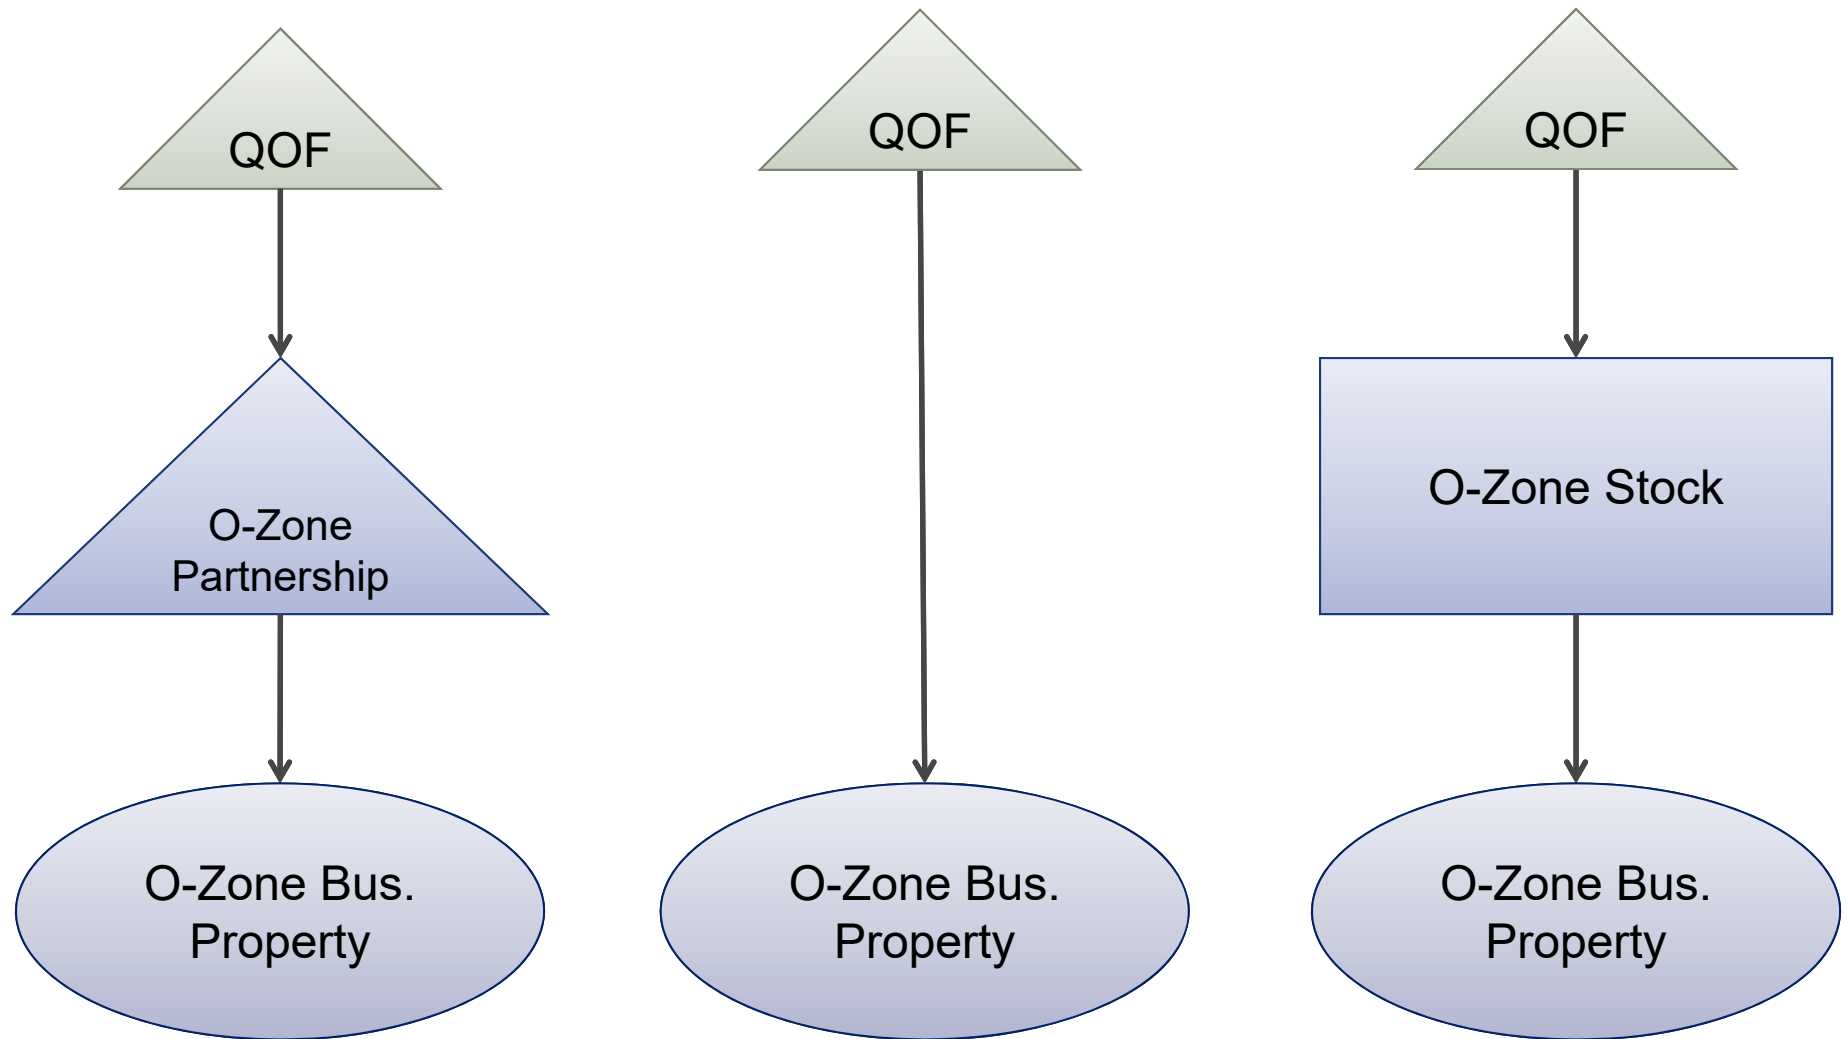 QOF
O-Zone
Partnership
O-Zone Bus.
Property
QOF
O-Zone Bus.
Property
QOF
O-Zone Stock
O-Zone Bus.
Property